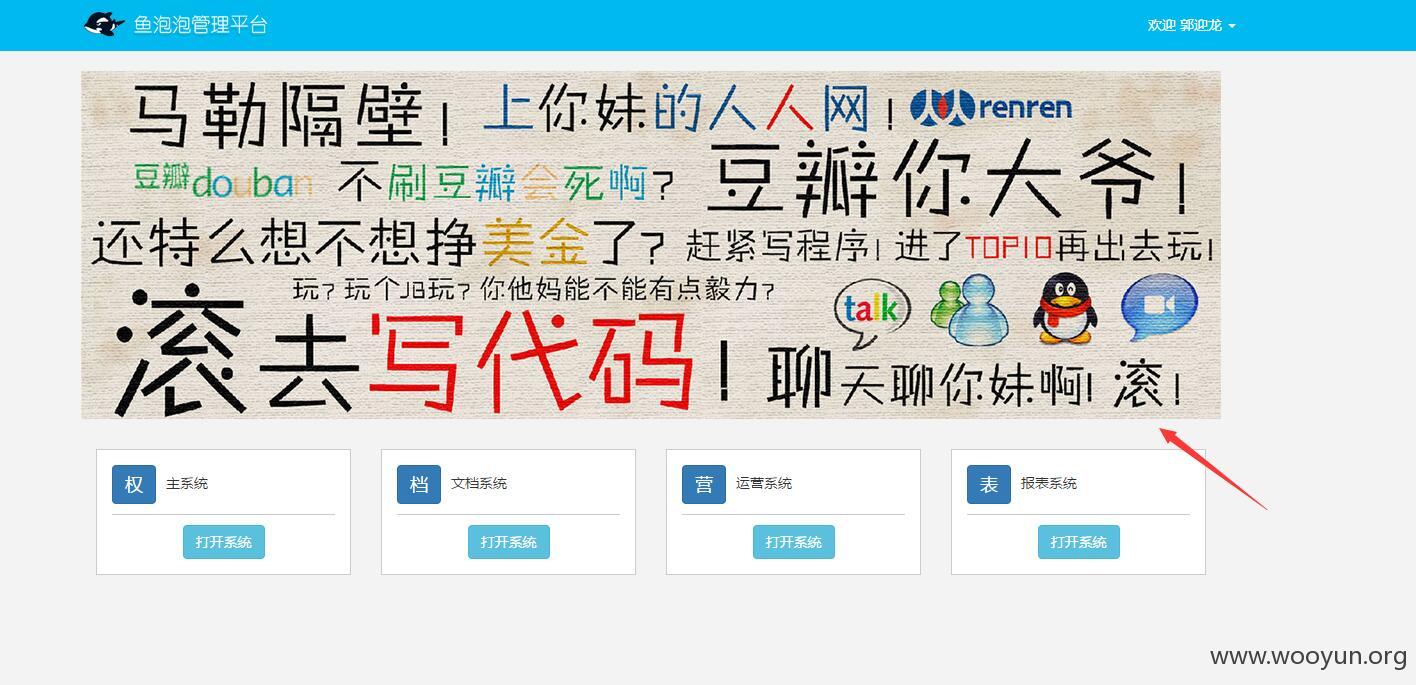 鱼泡泡管理平台
欢迎 郭迎龙
马勒隔壁！上你妹的人人网！renren
豆瓣douban 不刷豆瓣会死啊？豆瓣你大爷！
还特么想不想挣美金了？赶紧写程序！进了TOP10再出去玩！
玩？玩个JB玩？你他妈能不能有点毅力？
talk
滚去写代码！聊天聊你妹啊！滚！
权 主系统
打开系统
档 文档系统
打开系统
营 运营系统
打开系统
表 报表系统
打开系统
www.wooyun.org